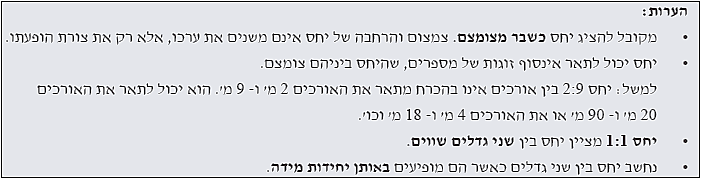 הערות:
• מקובל להציג יחס כשבר מצומצם. צמצום והרחבה של יחס אינם משנים את ערכו, אלא רק את צורת הופעתו.
• יחס יכול לתאר אינסוף זוגות של מספרים, שהיחס ביניהם צומצם.
למשל: יחס 2:9 בין אורכים אינו בהכרח מתאר את האורכים 2 מ' ו- 9 מ'. הוא יכול לתאר את האורכים
20 מ' ו- 90 מ' או את האורכים 4 מ' ו- 18 מ' וכו'.
• יחס 1:1 מציין יחס בין שני גדלים שווים.
• נחשב יחס בין שני גדלים כאשר הם מופיעים באותן יחידות מידה.